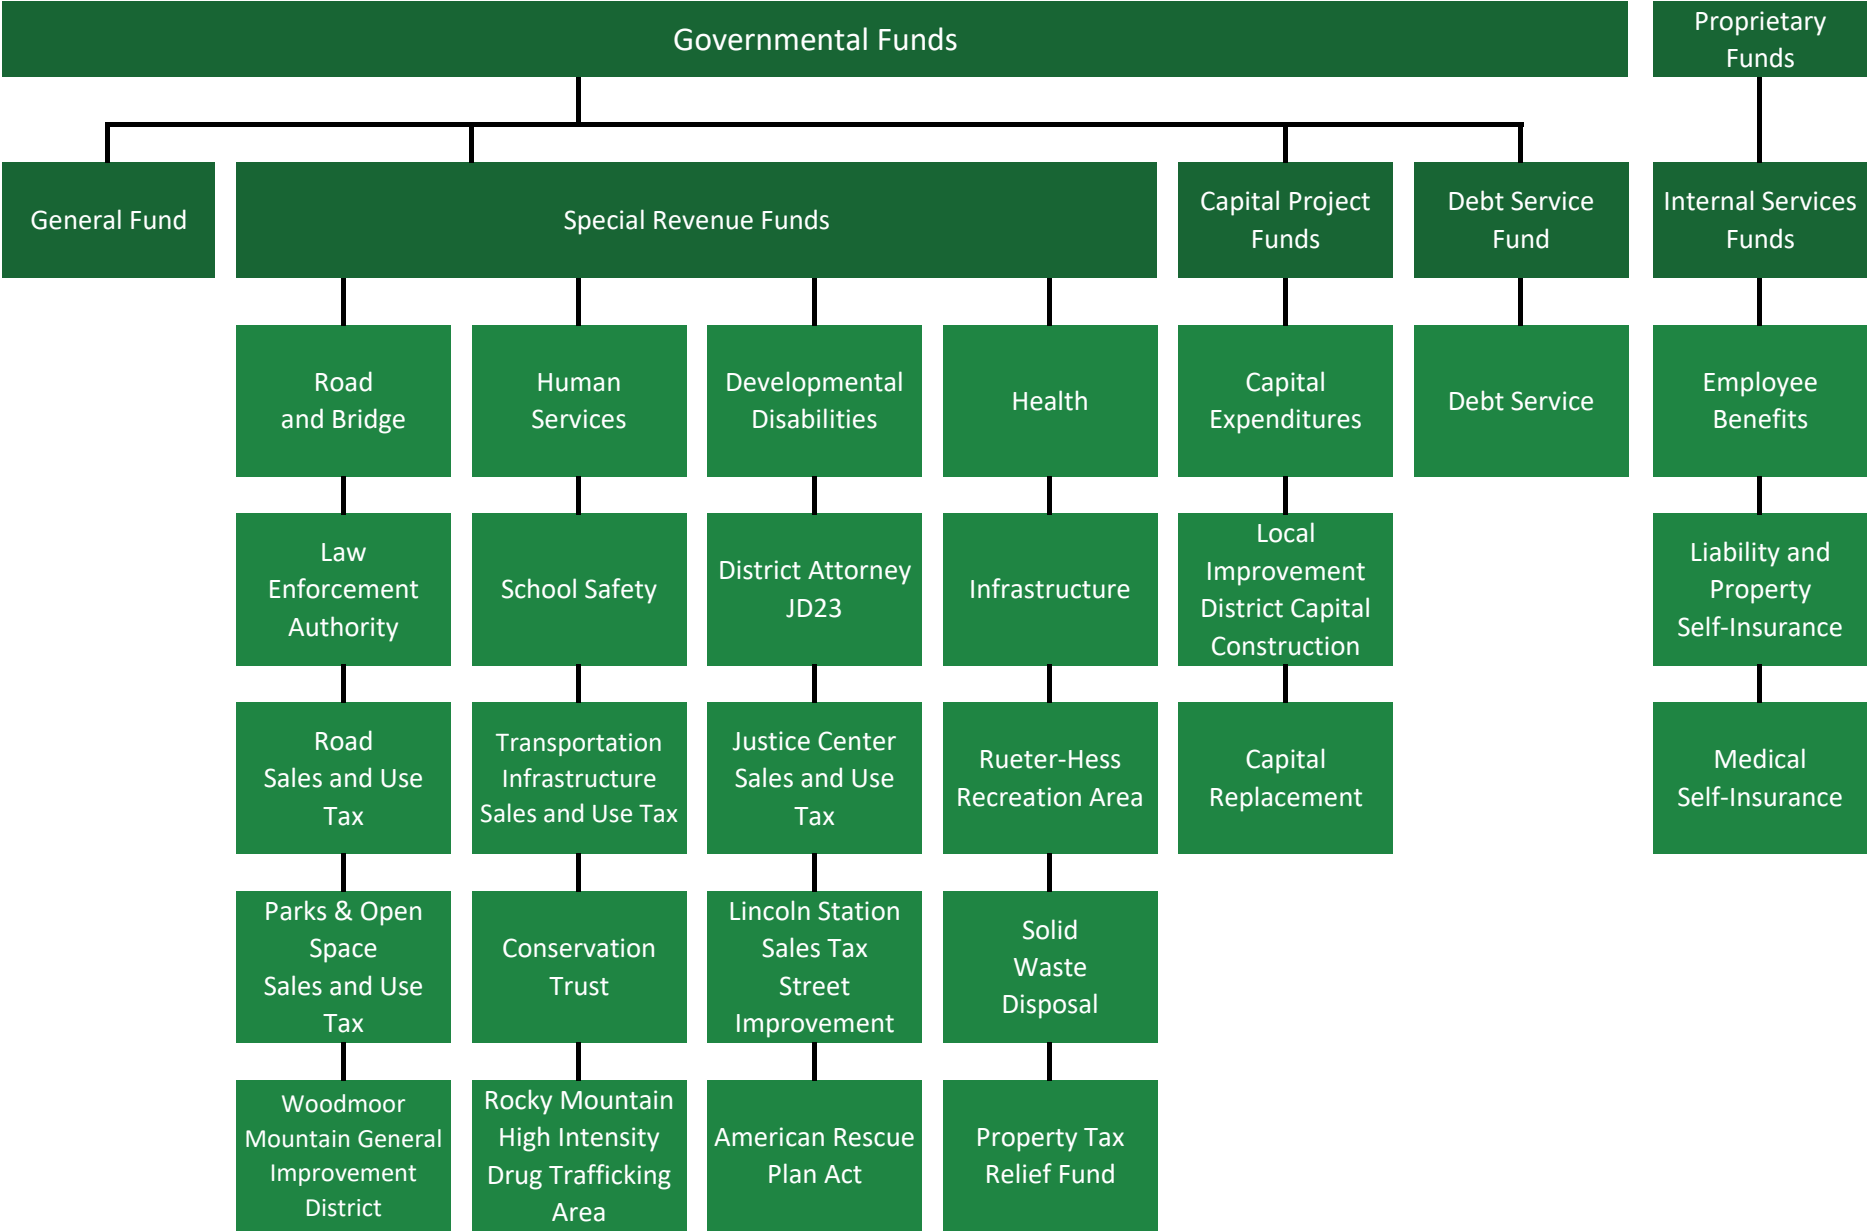 Governmental Funds
Proprietary
Funds
General Fund
Special Revenue Funds
Capital Project
Funds
Debt Service
Fund
Internal Services
Funds
Road
and Bridge
Human
Services
Developmental
Disabilities
Health
Capital
Expenditures
Debt Service
Employee
Benefits
Law
Enforcement
Authority
School Safety
District Attorney
JD23
Infrastructure
Local
Improvement
District Capital
Construction
Liability and
Property
Self-Insurance
Road
Sales and Use
Tax
Transportation
Infrastructure
Sales and Use Tax
Justice Center
Sales and Use
Tax
Rueter-Hess
Recreation Area
Capital
Replacement
Medical
Self-Insurance
Parks & Open
Space
Sales and Use
Tax
Conservation
Trust
Lincoln Station
Sales Tax
Street
Improvement
Solid
Waste
Disposal
Woodmoor
Mountain General
Improvement
District
Rocky Mountain
High Intensity
Drug Trafficking
Area
American Rescue
Plan Act
Property Tax
Relief Fund